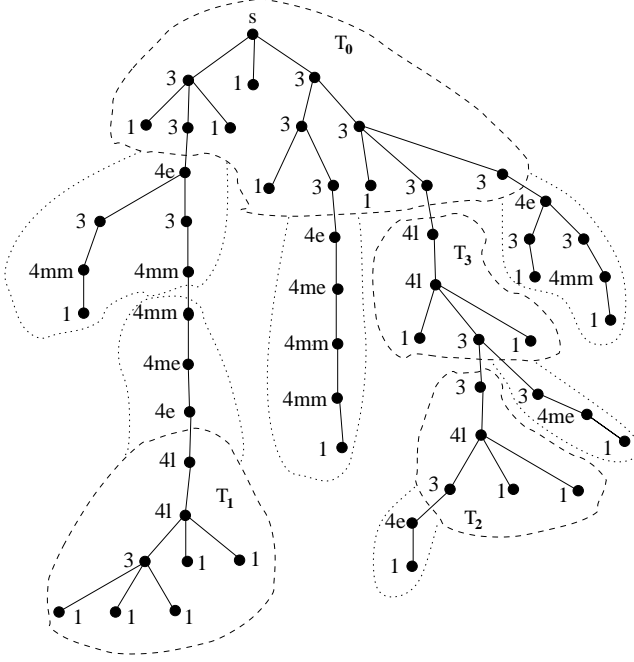 s
T0
3 1 3
1 3 1 3 3
4e 1 3 1 3 3
3 3 4e 4l T3 4e
3 3
4mm 4mm 4me 4l 1 4mm
1 4mm 4mm 1 3 1 1
4me 4mm 3 3
4e 1 4l 4me 1
4l T1
3 1 1
4l 4e T2
3 1 1 1
1 1 1